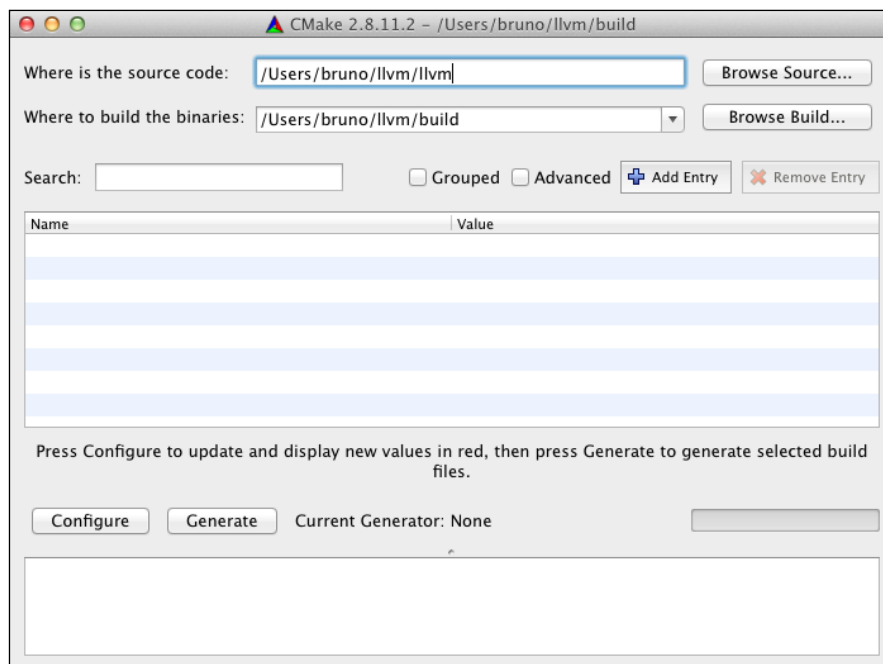 CMake 2.8.11.2 – /Users/bruno/llvm/build
Where is the source code: /Users/bruno/llvm/llvm Browse Source...
Where to build the binaries: /Users/bruno/llvm/build Browse Build...
Search: Grouped Advanced Add Entry Remove Entry
Name Value
Press Configure to update and display new values in red, then press Generate to generate selected build
files.
Configure Generate Current Generator: None